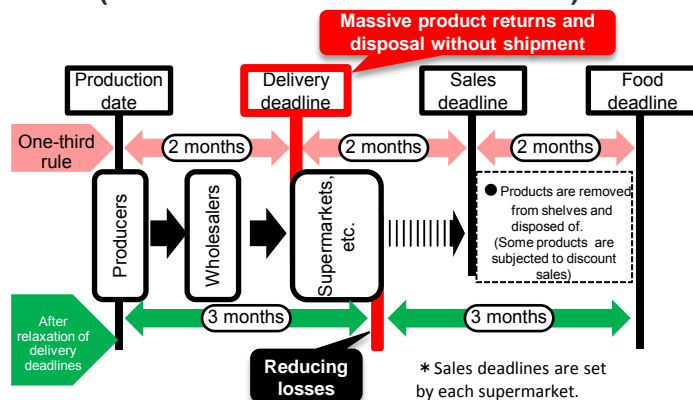 Massive product returns and
disposal without shipment
Production
date
Delivery
deadline
Sales
deadline
Food
deadline
One-third
rule
2 months
2 months
2 months
Producers
Wholesalers
Supermarkets,
etc.
● Products are removed
from shelves and
disposed of.
(Some products are
subjected to discount
sales)
After
relaxation of
delivery
deadlines
3 months
3 months
Reducing
losses
* Sales deadlines are set
by each supermarket.